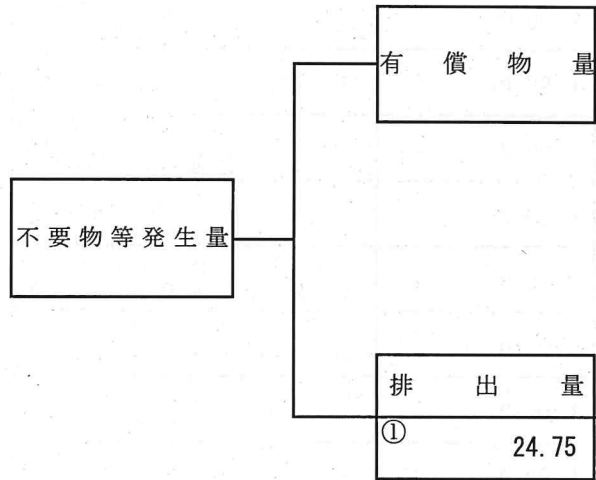 有償物量
不要物等発生量
排出量
①
24.75